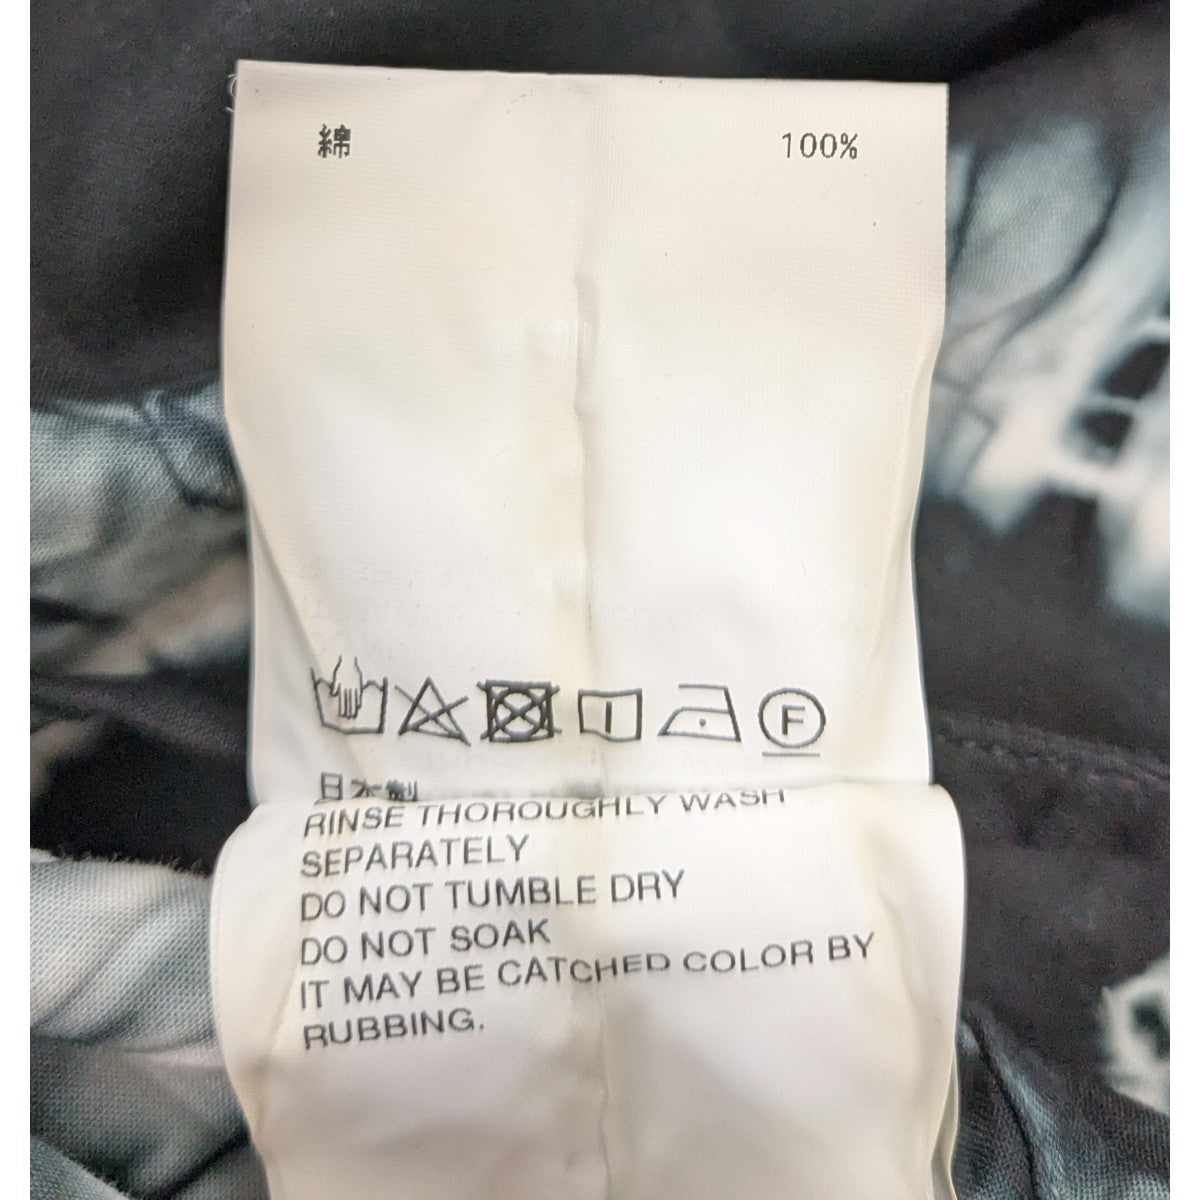 綿 100%
F
日本製
RINSE THOROUGHLY WASH
SEPARATELY
DO NOT TUMBLE DRY
DO NOT SOAK
IT MAY BE CATCHED COLOR BY
RUBBING.